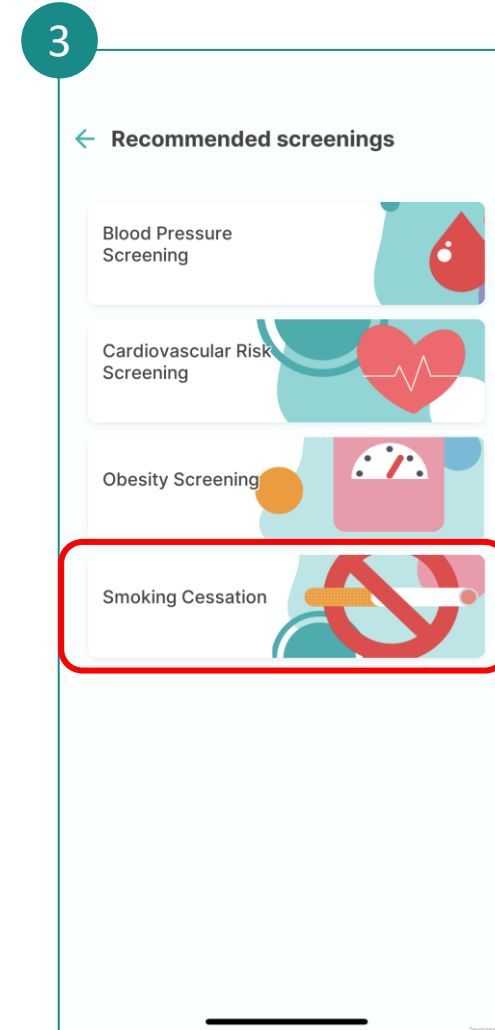 3
Recommended screenings
Blood Pressure
Screening
Cardiovascular Risk
Screening
Obesity Screening
Smoking Cessation